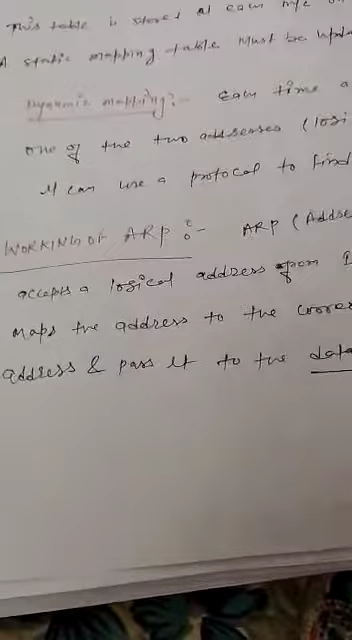 This table is stored at each
A static mapping table Must be upda
Dynamic mapping:- Each time a
one of the two addresses (logi
it can use a protocol to find
WORKING OF ARP:- ARP (Addre
accepts a logical address from I
maps the address to the corre
address & pass it to the data